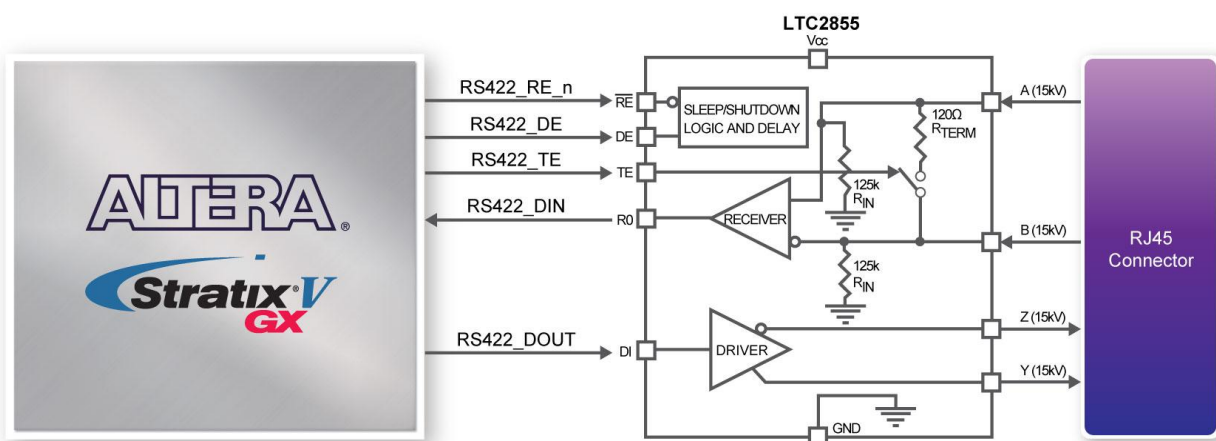 LTC2855
Vcc
ALTERA®
Stratix® V
GX
RS422_RE_n
RS422_DE
RS422_TE
RS422_DIN
RS422_DOUT
RE
DE
TE
R0
DI
SLEEP/SHUTDOWN
LOGIC AND DELAY
RECEIVER
DRIVER
125k
RIN
125k
RIN
120Ω
RTERM
GND
A (15kV)
B (15kV)
Z (15kV)
Y (15kV)
RJ45
Connector